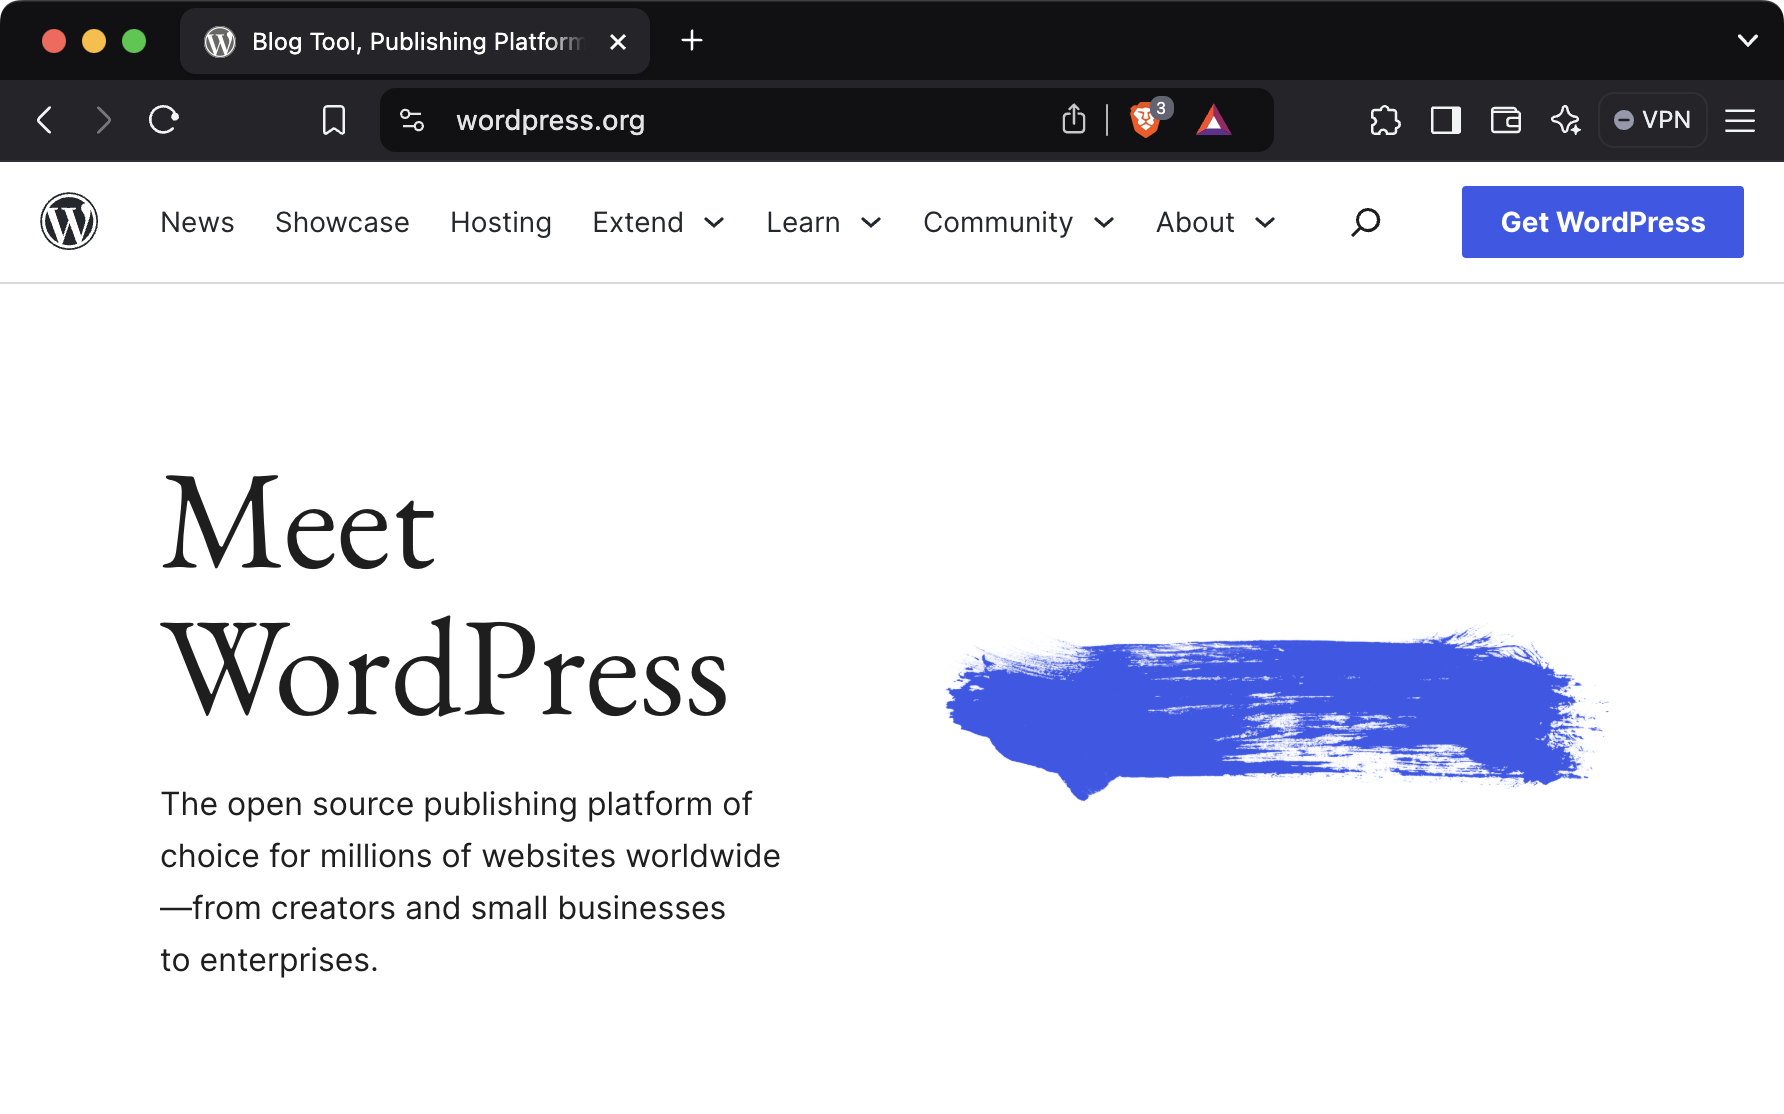 Blog Tool, Publishing Platform
wordpress.org
3
VPN
News Showcase Hosting Extend Learn Community About Get WordPress
Meet
WordPress
The open source publishing platform of
choice for millions of websites worldwide
—from creators and small businesses
to enterprises.